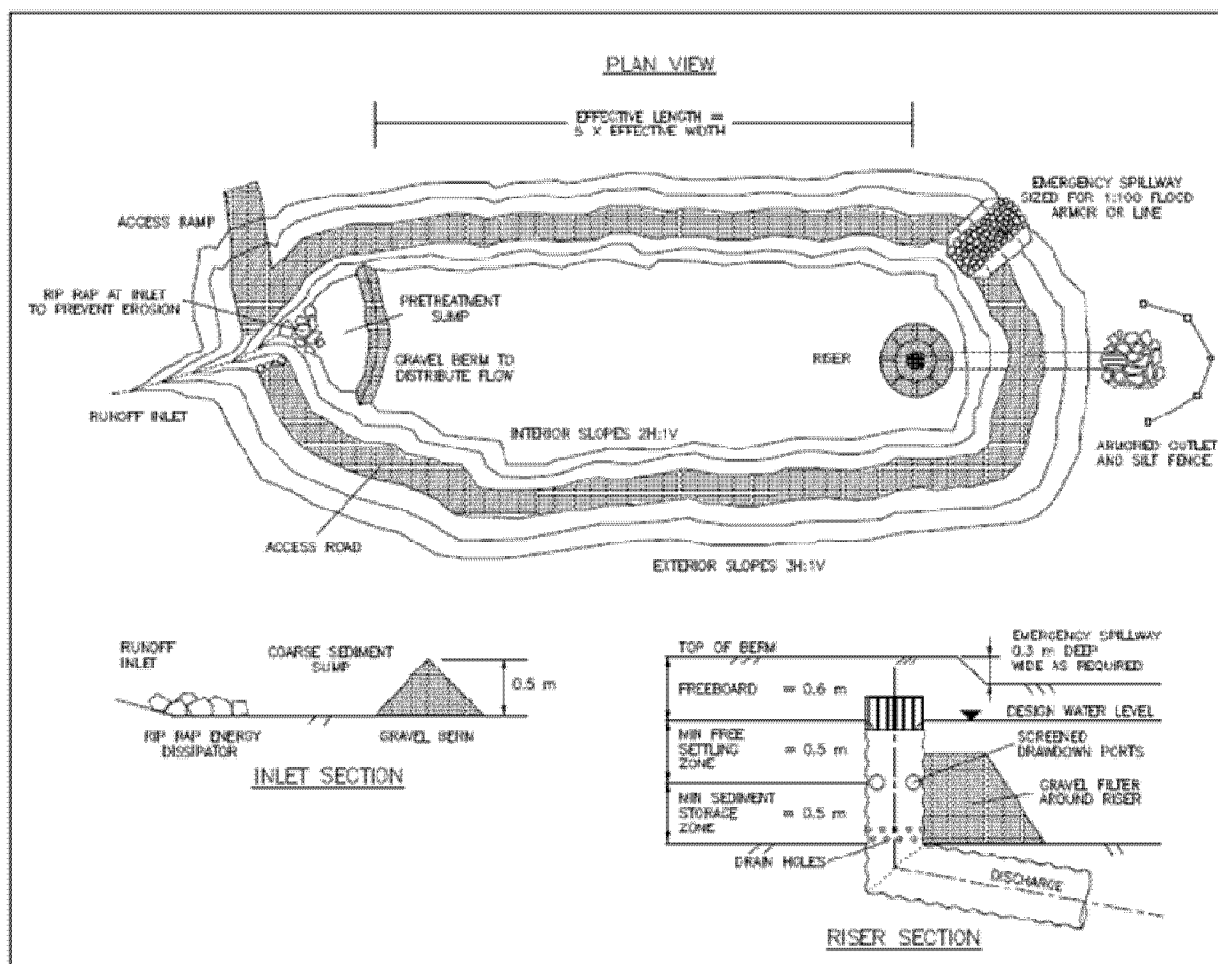 PLAN VIEW
EFFECTIVE LENGTH =
5 X EFFECTIVE WIDTH
ACCESS RAMP
EMERGENCY SPILLWAY
SIZED FOR 1:100 FLOOD
ARMOR OR LINE
RIP RAP AT INLET
TO PREVENT EROSION
PRETREATMENT
SUMP
GRAVEL BERM TO
DISTRIBUTE FLOW
RISER
RUNOFF INLET
INTERIOR SLOPES 2H:1V
ARMORED OUTLET
AND SILT FENCE
ACCESS ROAD
EXTERIOR SLOPES 3H:1V
RUNOFF
INLET
COARSE SEDIMENT
SUMP
0.5 m
RIP RAP ENERGY
DISSIPATOR
GRAVEL BERM
INLET SECTION
TOP OF BERM
EMERGENCY SPILLWAY
0.3 m DEEP
WIDE AS REQUIRED
FREEBOARD = 0.6 m
DESIGN WATER LEVEL
MIN FREE
SETTLING = 0.5 m
ZONE
SCREENED
DRAWDOWN PORTS
GRAVEL FILTER
AROUND RISER
MIN SEDIMENT
STORAGE = 0.5 m
ZONE
DRAIN HOLES
DISCHARGE
RISER SECTION